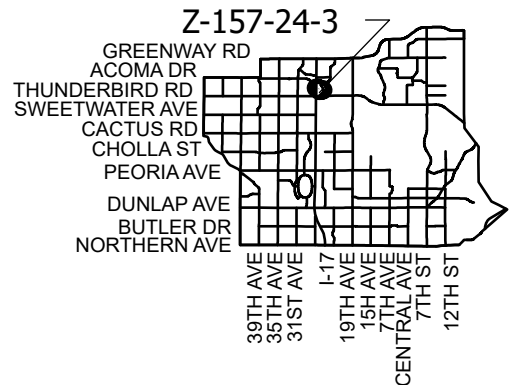 Z-157-24-3
GREENWAY RD
ACOMA DR
THUNDERBIRD RD
SWEETWATER AVE
CACTUS RD
CHOLLA ST
PEORIA AVE
DUNLAP AVE
BUTLER DR
NORTHERN AVE
39TH AVE
35TH AVE
31ST AVE
I-17
19TH AVE
15H AVE
7TH AVE
CENTRAL AVE
7TH ST
12TH ST